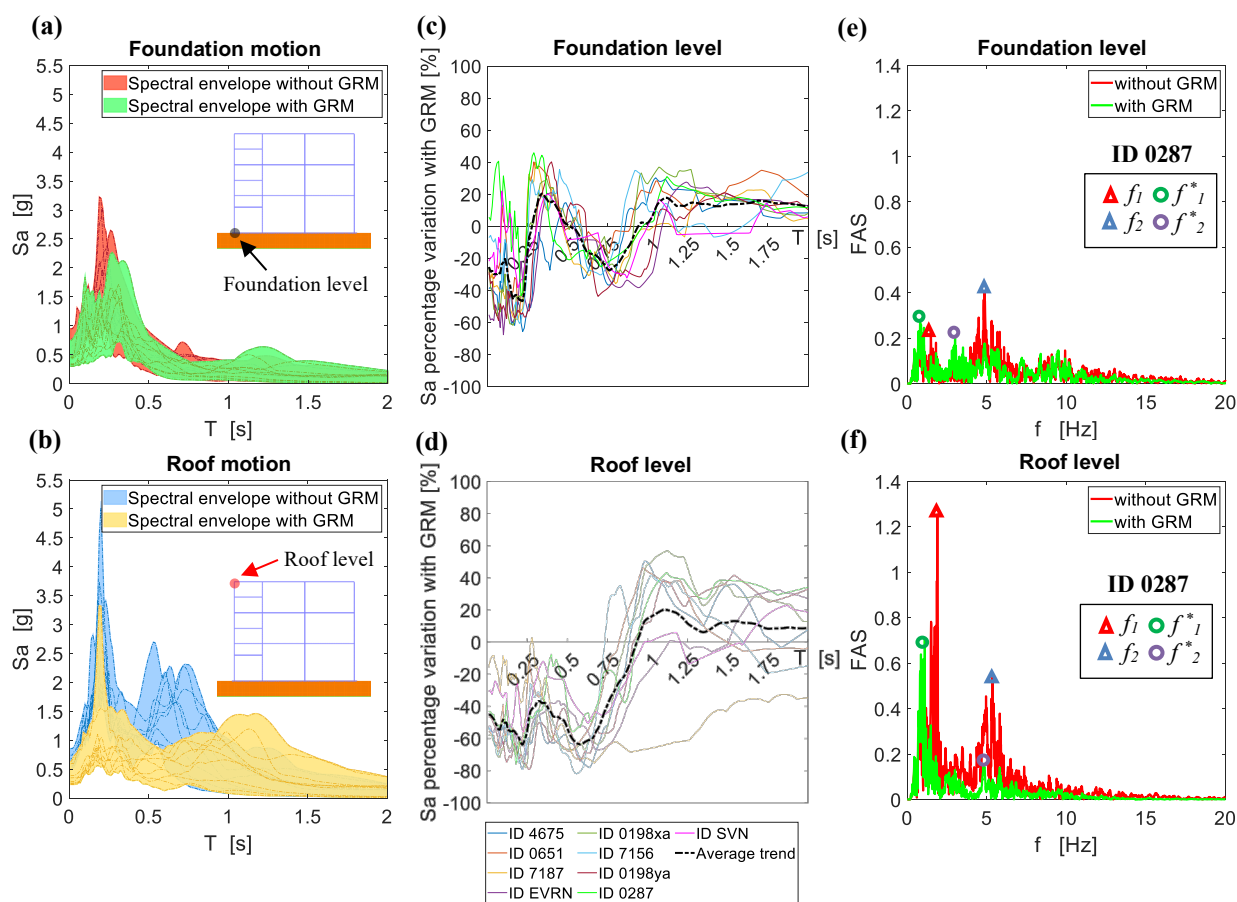 (a)
Foundation motion
Spectral envelope without GRM
Spectral envelope with GRM
Foundation level
Sa [g]
5.5
5
4.5
4
3.5
3
2.5
2
1.5
1
0.5
0
0 0.5 1 1.5 2
T [s]
(b)
Roof motion
Spectral envelope without GRM
Spectral envelope with GRM
Roof level
Sa [g]
5.5
5
4.5
4
3.5
3
2.5
2
1.5
1
0.5
0
0 0.5 1 1.5 2
T [s]
(c)
Foundation level
Sa percentage variation with GRM [%]
100
80
60
40
20
0
-20
-40
-60
-80
-100
0.25 0.5 0.75 1 1.25 1.5 1.75
T [s]
(d)
Roof level
Sa percentage variation with GRM [%]
100
80
60
40
20
0
-20
-40
-60
-80
-100
0.25 0.5 0.75 1 1.25 1.5 1.75
T [s]
ID 4675 ID 0198xa ID SVN
ID 0651 ID 7156 Average trend
ID 7187 ID 0198ya
ID EVRN ID 0287
(e)
Foundation level
without GRM
with GRM
ID 0287
f1 f*1
f2 f*2
FAS
1.4
1.2
1
0.8
0.6
0.4
0.2
0
0 5 10 15 20
f [Hz]
(f)
Roof level
without GRM
with GRM
ID 0287
f1 f*1
f2 f*2
FAS
1.4
1.2
1
0.8
0.6
0.4
0.2
0
0 5 10 15 20
f [Hz]